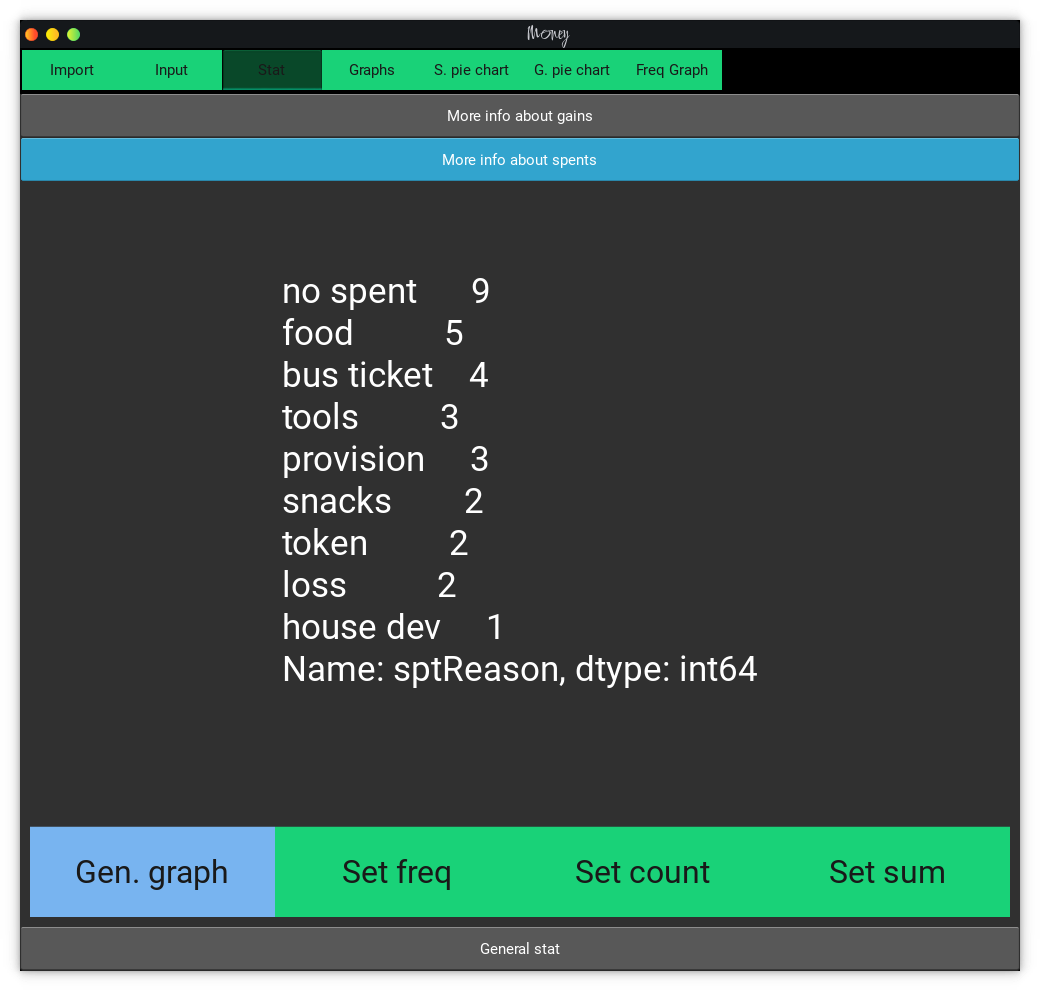 Money
Import Input Stat Graphs S. pie chart G. pie chart Freq Graph
More info about gains
More info about spents
no spent 9
food 5
bus ticket 4
tools 3
provision 3
snacks 2
token 2
loss 2
house dev 1
Name: sptReason, dtype: int64
Gen. graph Set freq Set count Set sum
General stat